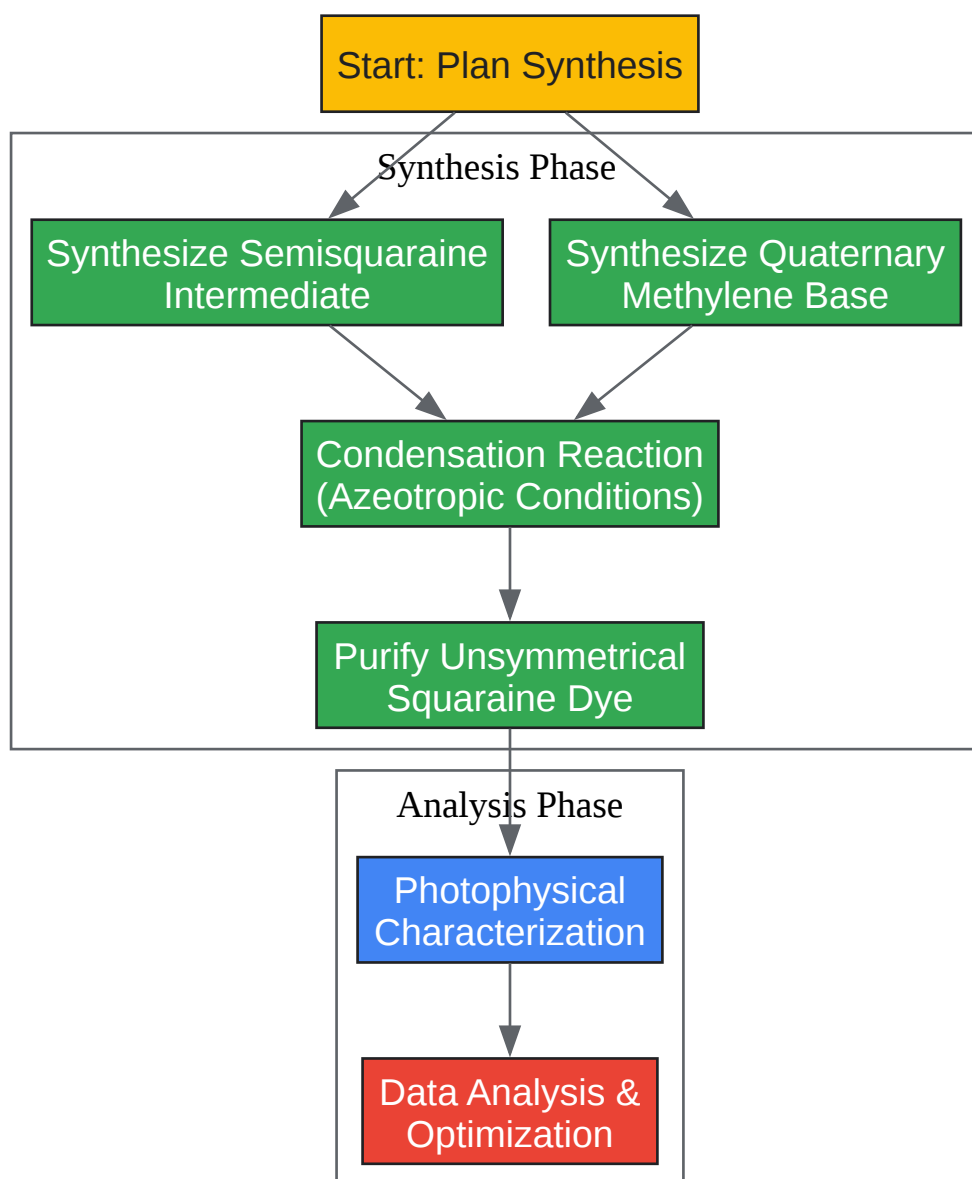 Start: Plan Synthesis
Synthesis Phase
Synthesize Semisquaraine
Intermediate
Synthesize Quaternary
Methylene Base
Condensation Reaction
(Azeotropic Conditions)
Purify Unsymmetrical
Squaraine Dye
Analysis Phase
Photophysical
Characterization
Data Analysis &
Optimization